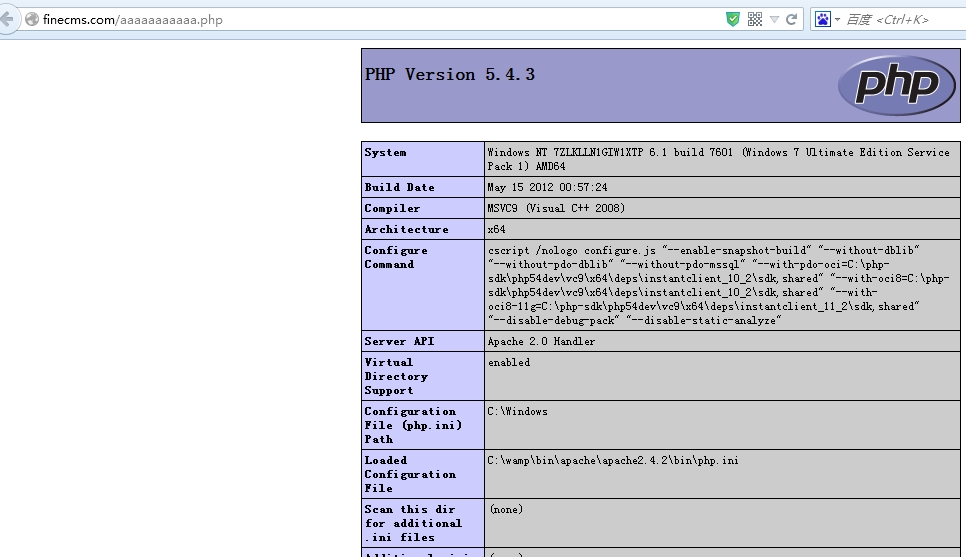 finecms.com/aaaaaaaaaaa.php
百度 <Ctrl+K>
PHP Version 5.4.3
php
System
Windows NT 7ZLKLLN1GIW1XTP 6.1 build 7601 (Windows 7 Ultimate Edition Service
Pack 1) AMD64
Build Date
May 15 2012 00:57:24
Compiler
MSVC9 (Visual C++ 2008)
Architecture
x64
Configure
Command
cscript /nologo configure.js "--enable-snapshot-build" "--without-dblib"
"--without-pdo-dblib" "--without-pdo-mssql" "--with-pdo-oci=C:\php-
sdk\php54dev\vc9\x64\deps\instantclient_10_2\sdk,shared" "--with-oci8=C:\php-
sdk\php54dev\vc9\x64\deps\instantclient_10_2\sdk,shared" "--with-
oci8-11g=C:\php-sdk\php54dev\vc9\x64\deps\instantclient_11_2\sdk,shared"
"--disable-debug-pack" "--disable-static-analyze"
Server API
Apache 2.0 Handler
Virtual
Directory
Support
enabled
Configuration
File (php.ini)
Path
C:\Windows
Loaded
Configuration
File
C:\wamp\bin\apache\apache2.4.2\bin\php.ini
Scan this dir
for additional
.ini files
(none)